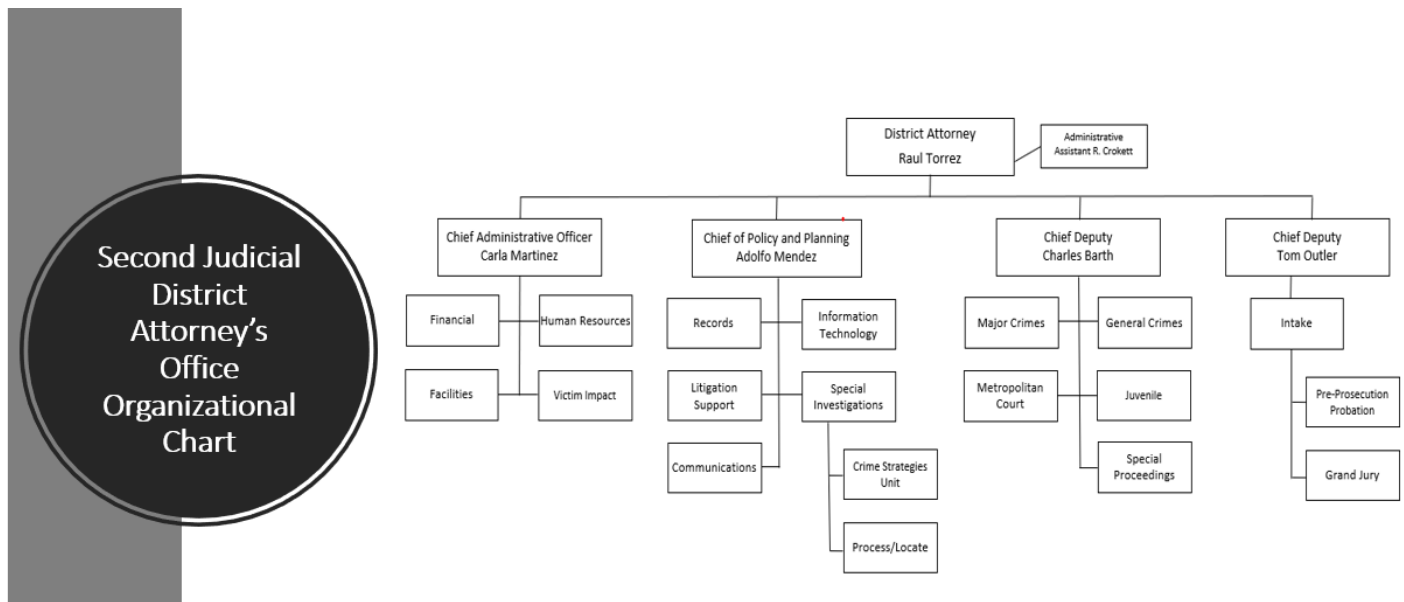 Second Judicial
District
Attorney’s
Office
Organizational
Chart
District Attorney
Raul Torrez
Administrative
Assistant R. Crokett
Chief Administrative Officer
Carla Martinez
Chief of Policy and Planning
Adolfo Mendez
Chief Deputy
Charles Barth
Chief Deputy
Tom Outler
Financial
Human Resources
Facilities
Victim Impact
Records
Information
Technology
Litigation
Support
Special
Investigations
Communications
Crime Strategies
Unit
Process/Locate
Major Crimes
General Crimes
Metropolitan
Court
Juvenile
Special
Proceedings
Intake
Pre-Prosecution
Probation
Grand Jury